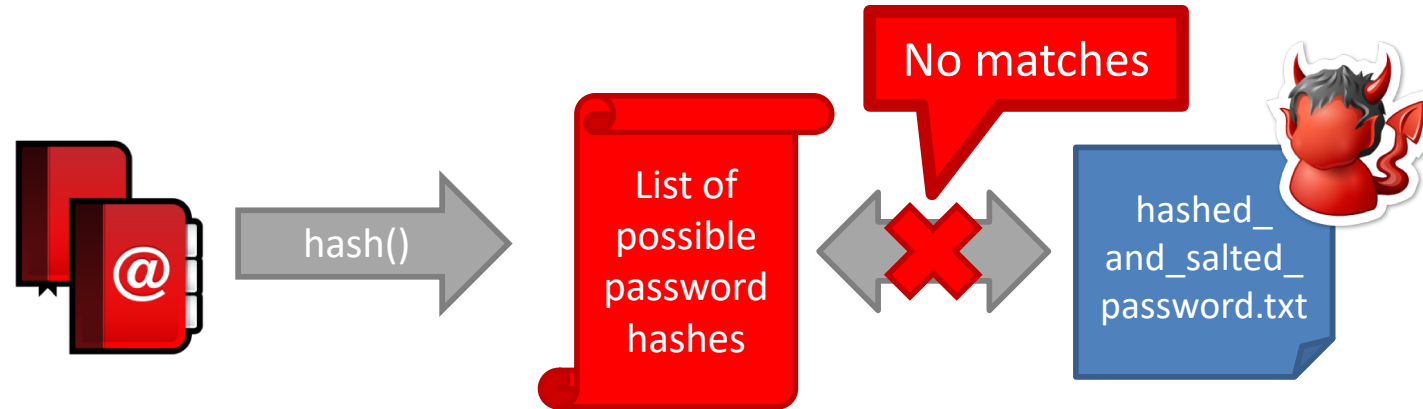 No matches
@
hash()
List of
possible
password
hashes
hashed_
and_salted_
password.txt